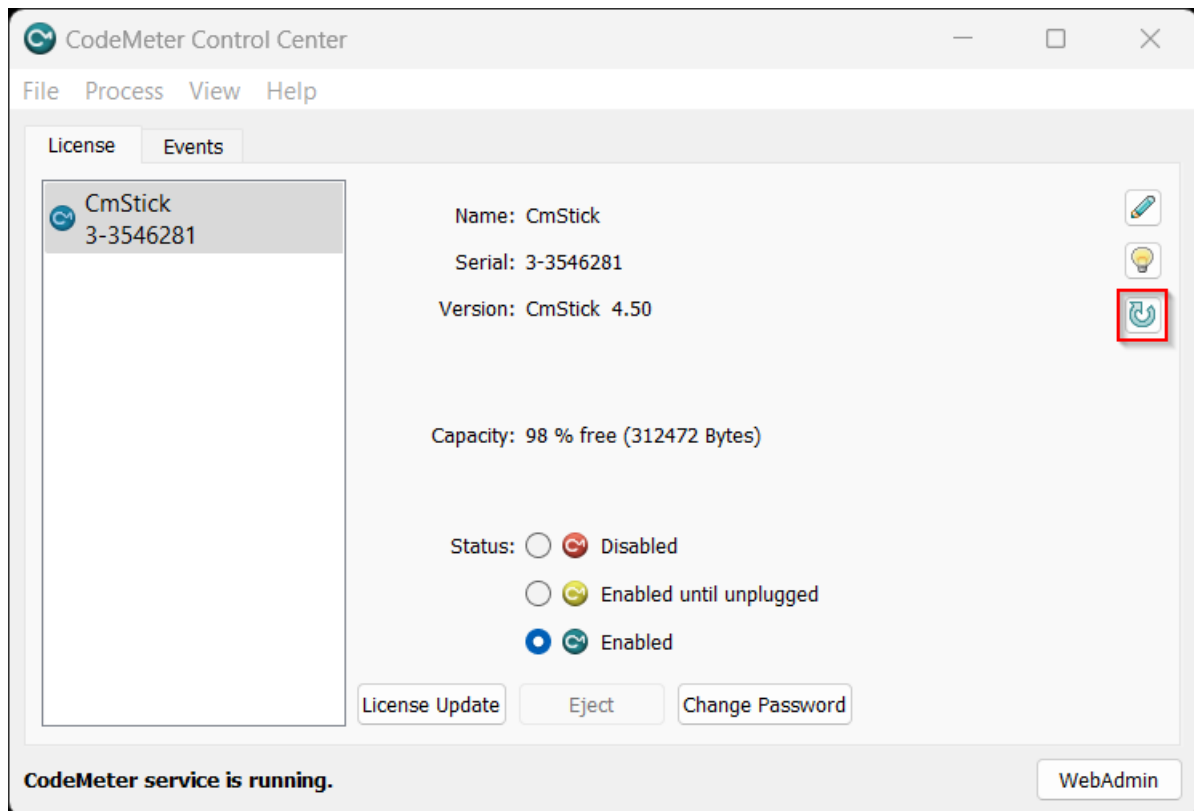 CodeMeter Control Center
File Process View Help
License Events
CmStick
3-3546281
Name: CmStick
Serial: 3-3546281
Version: CmStick 4.50
Capacity: 98 % free (312472 Bytes)
Status: Disabled
Enabled until unplugged
Enabled
License Update Eject Change Password
CodeMeter service is running.
WebAdmin